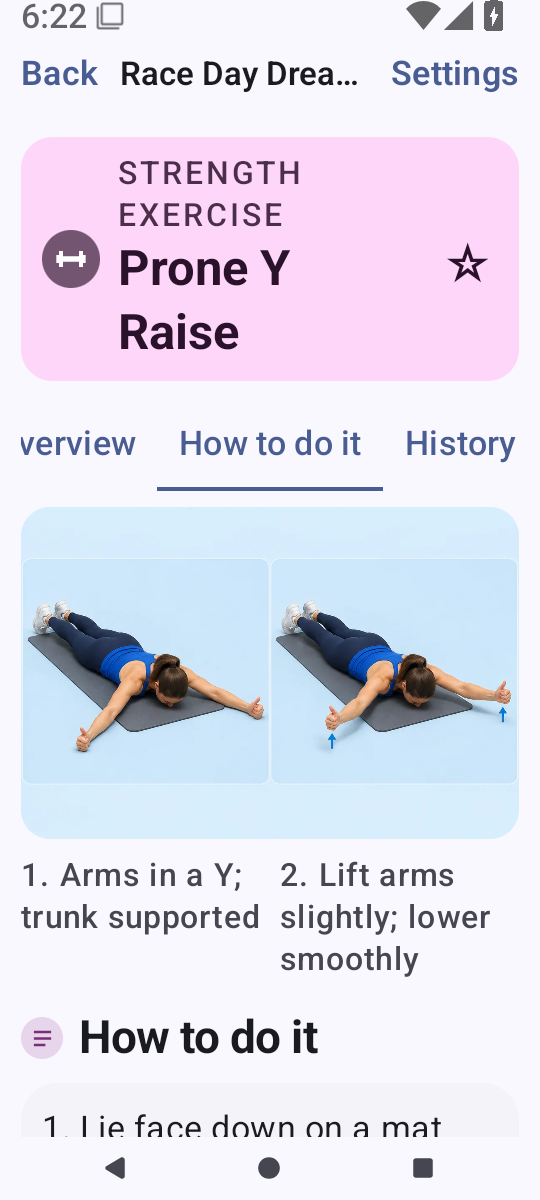 6:22
Back Race Day Drea... Settings
STRENGTH
EXERCISE
Prone Y
Raise
verview How to do it History
1. Arms in a Y;
trunk supported
2. Lift arms
slightly; lower
smoothly
How to do it
1. Lie face down on a mat